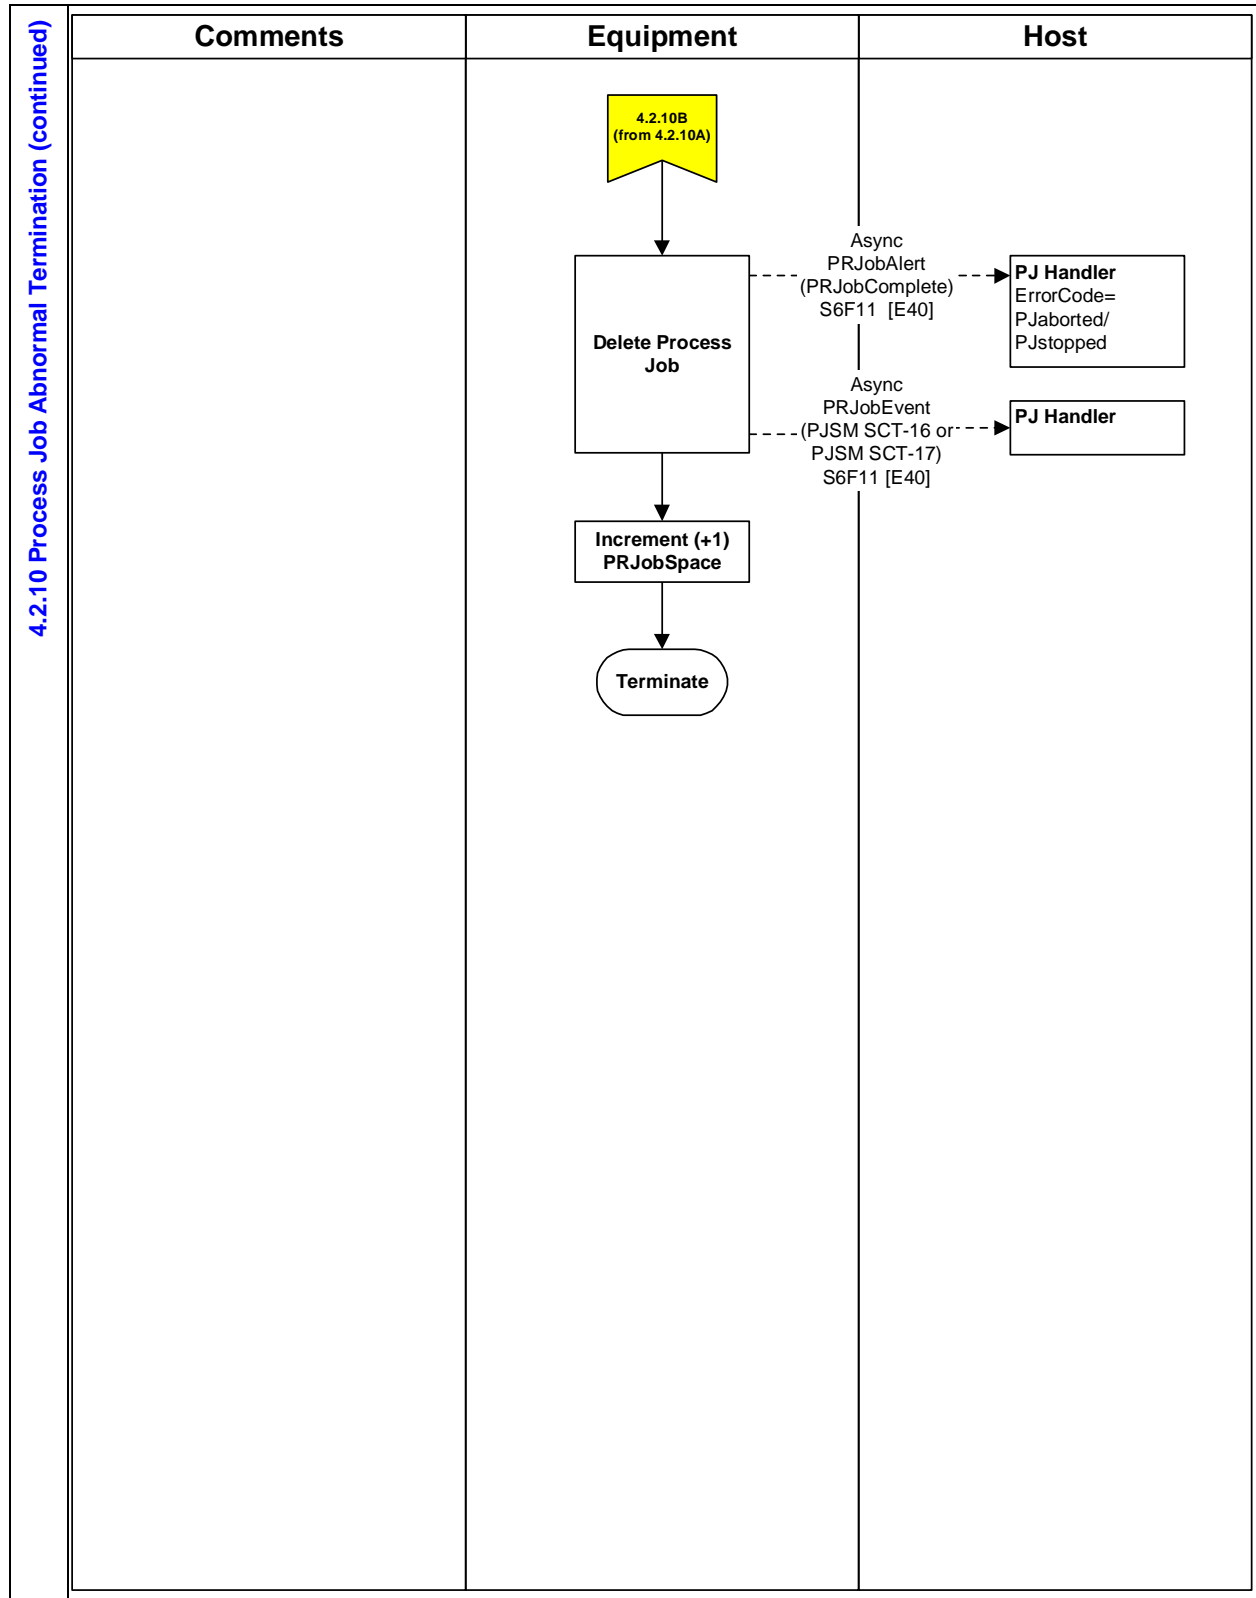 4.2.10 Process Job Abnormal Termination (continued)
Comments
Equipment
Host
4.2.10B
(from 4.2.10A)
Async
PRJobAlert
(PRJobComplete)
S6F11 [E40]
PJ Handler
ErrorCode=
PJaborted/
PJstopped
Delete Process
Job
Async
PRJobEvent
(PJSM SCT-16 or
PJSM SCT-17)
S6F11 [E40]
PJ Handler
Increment (+1)
PRJobSpace
Terminate